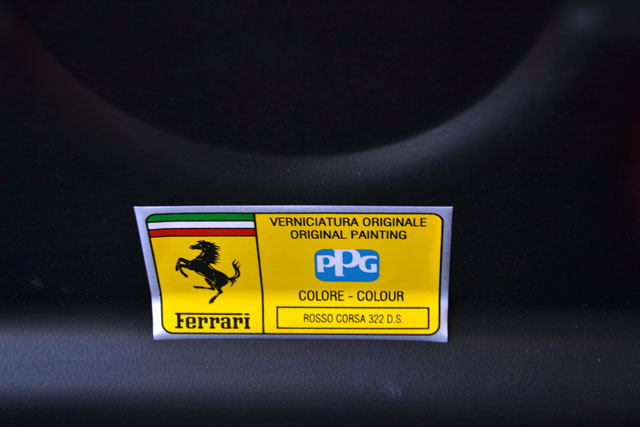 VERNICIATURA ORIGINALE
ORIGINAL PAINTING
PPG
COLORE - COLOUR
ROSSO CORSA 322 D.S.
Ferrari